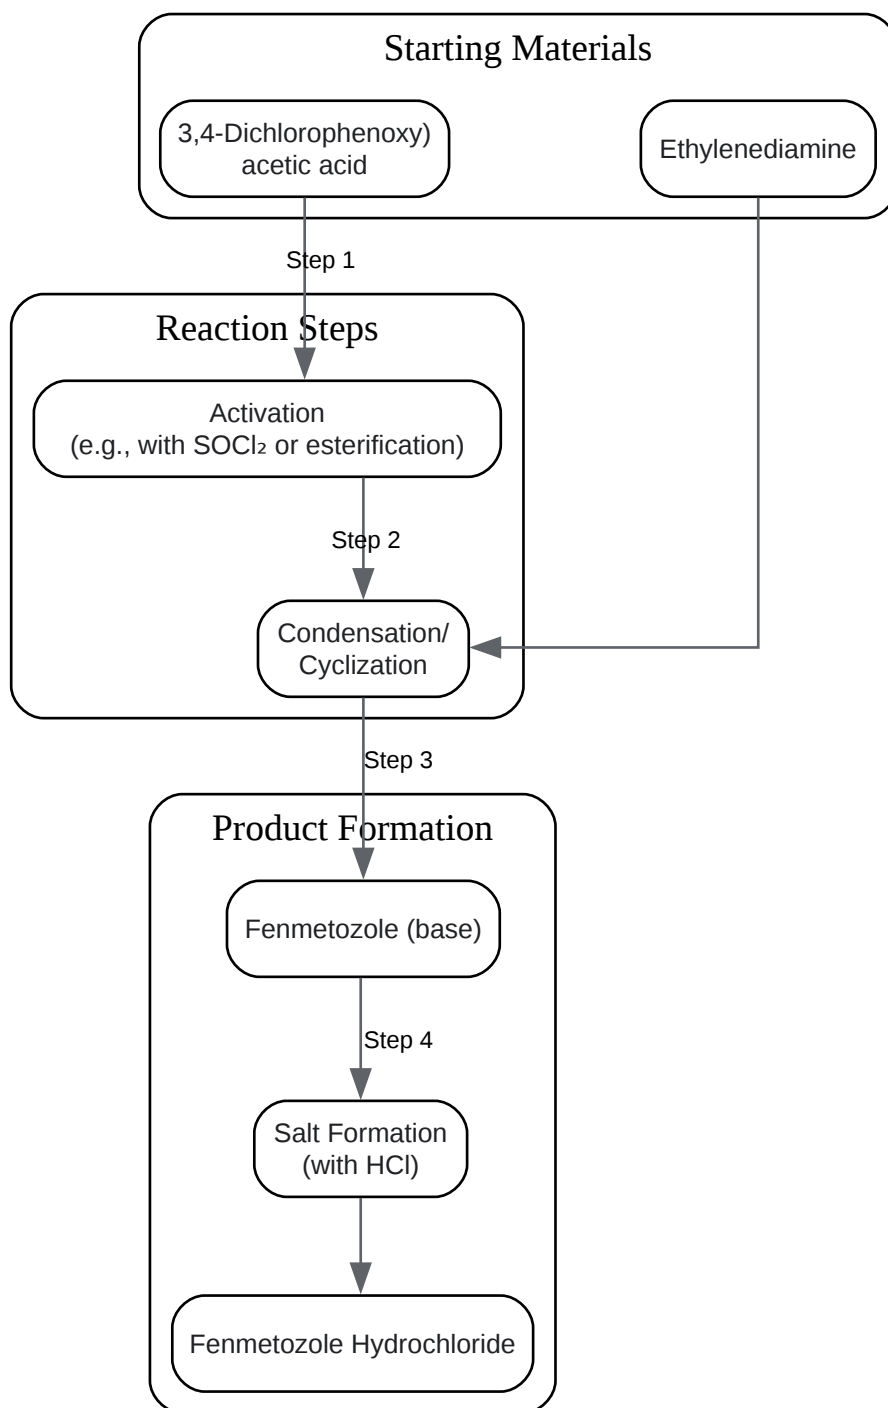 Starting Materials
3,4-Dichlorophenoxy)
acetic acid
Ethylenediamine
Step 1
Reaction Steps
Activation
(e.g., with SOCl₂ or esterification)
Step 2
Condensation/
Cyclization
Step 3
Product Formation
Fenmetozole (base)
Step 4
Salt Formation
(with HCl)
Fenmetozole Hydrochloride